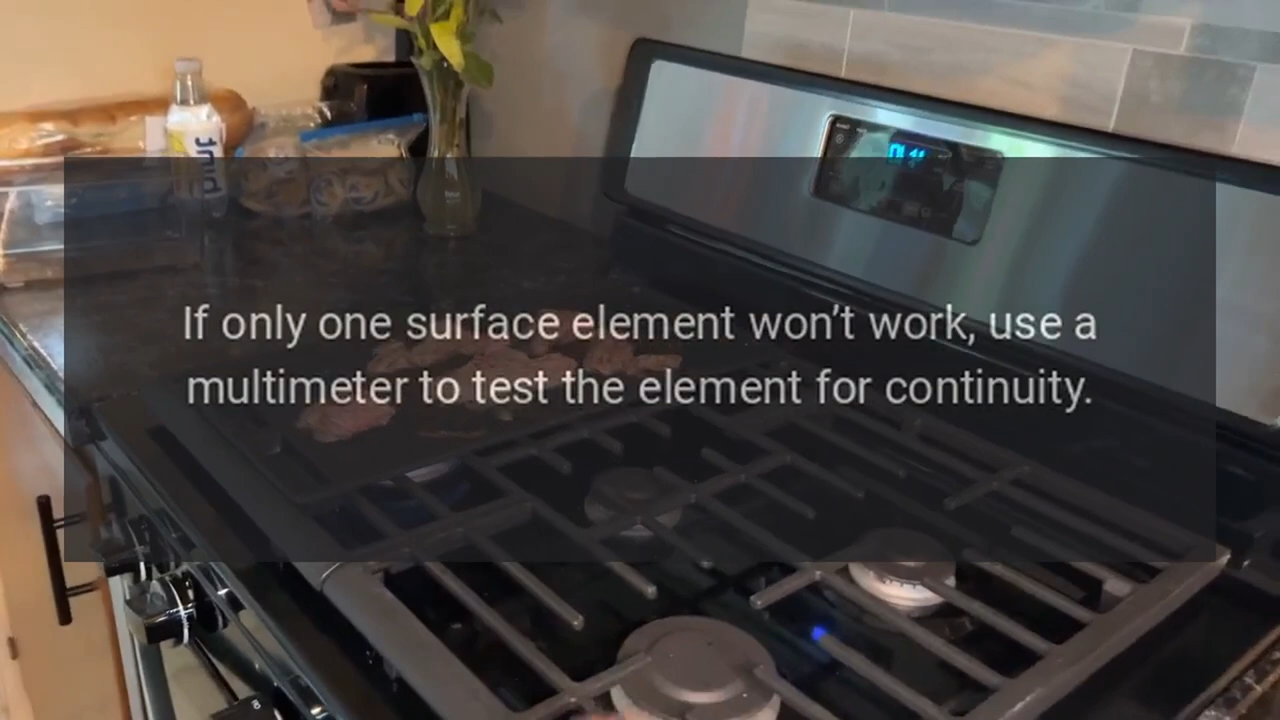 If only one surface element won't work, use a
multimeter to test the element for continuity.